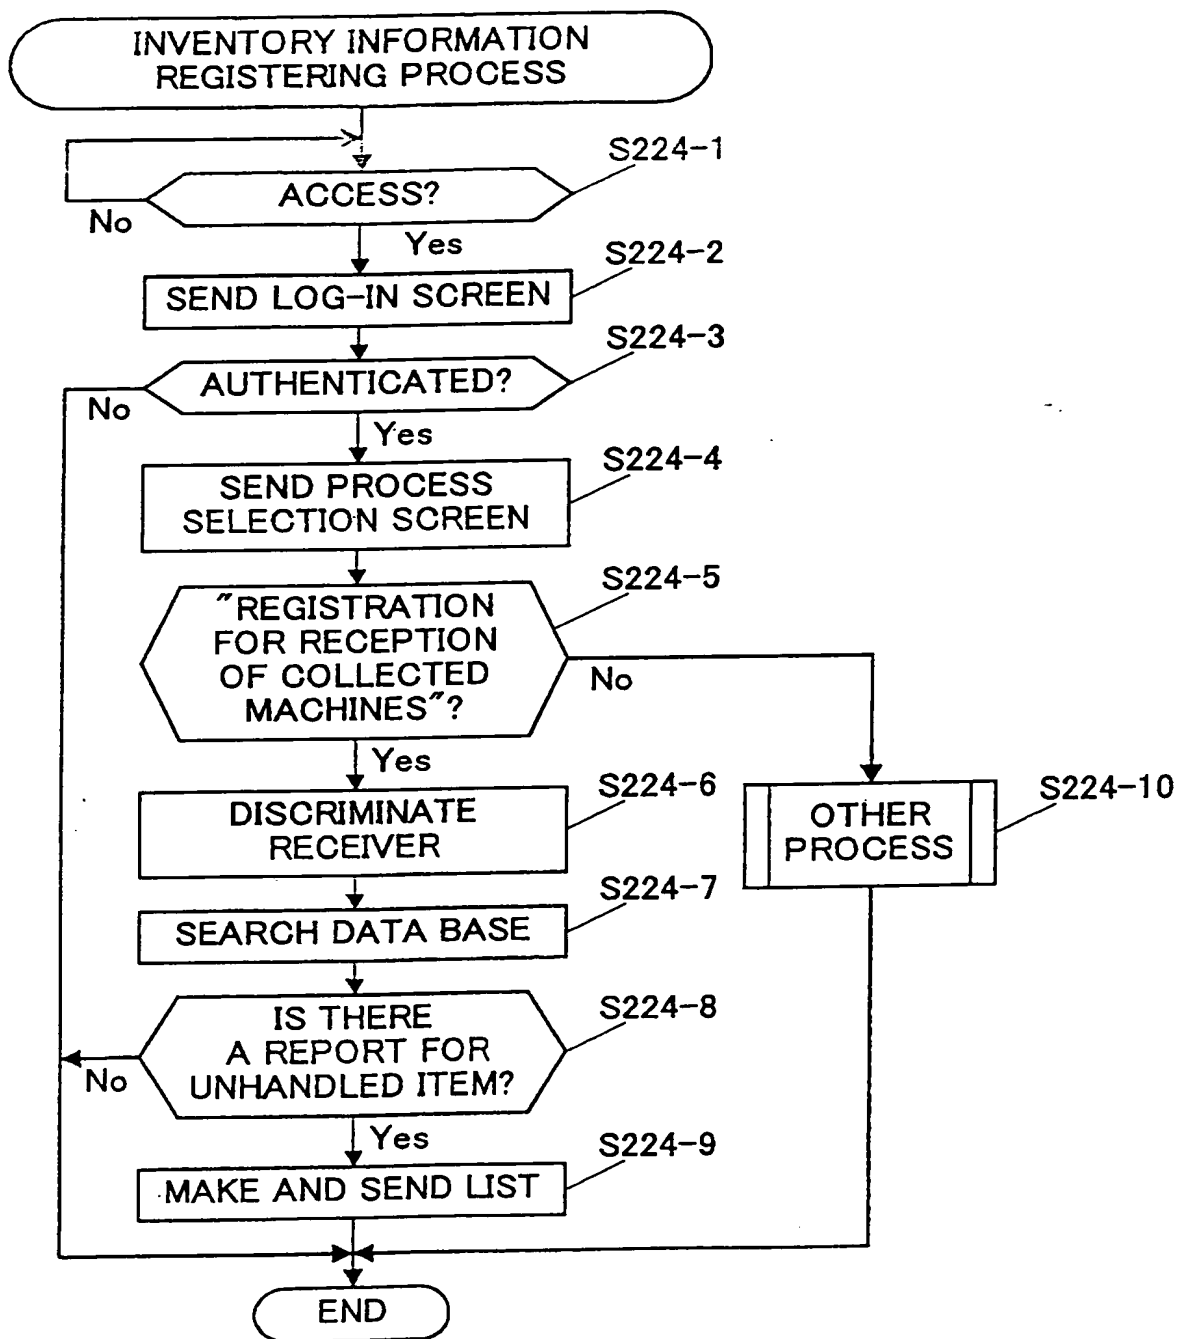 INVENTORY INFORMATION
REGISTERING PROCESS
S224-1
ACCESS?
No
Yes
S224-2
SEND LOG-IN SCREEN
S224-3
AUTHENTICATED?
No
Yes
S224-4
SEND PROCESS
SELECTION SCREEN
S224-5
"REGISTRATION
FOR RECEPTION
OF COLLECTED
MACHINES"?
No
Yes
S224-6
DISCRIMINATE
RECEIVER
S224-10
OTHER
PROCESS
S224-7
SEARCH DATA BASE
S224-8
IS THERE
A REPORT FOR
UNHANDLED ITEM?
No
Yes
S224-9
MAKE AND SEND LIST
END